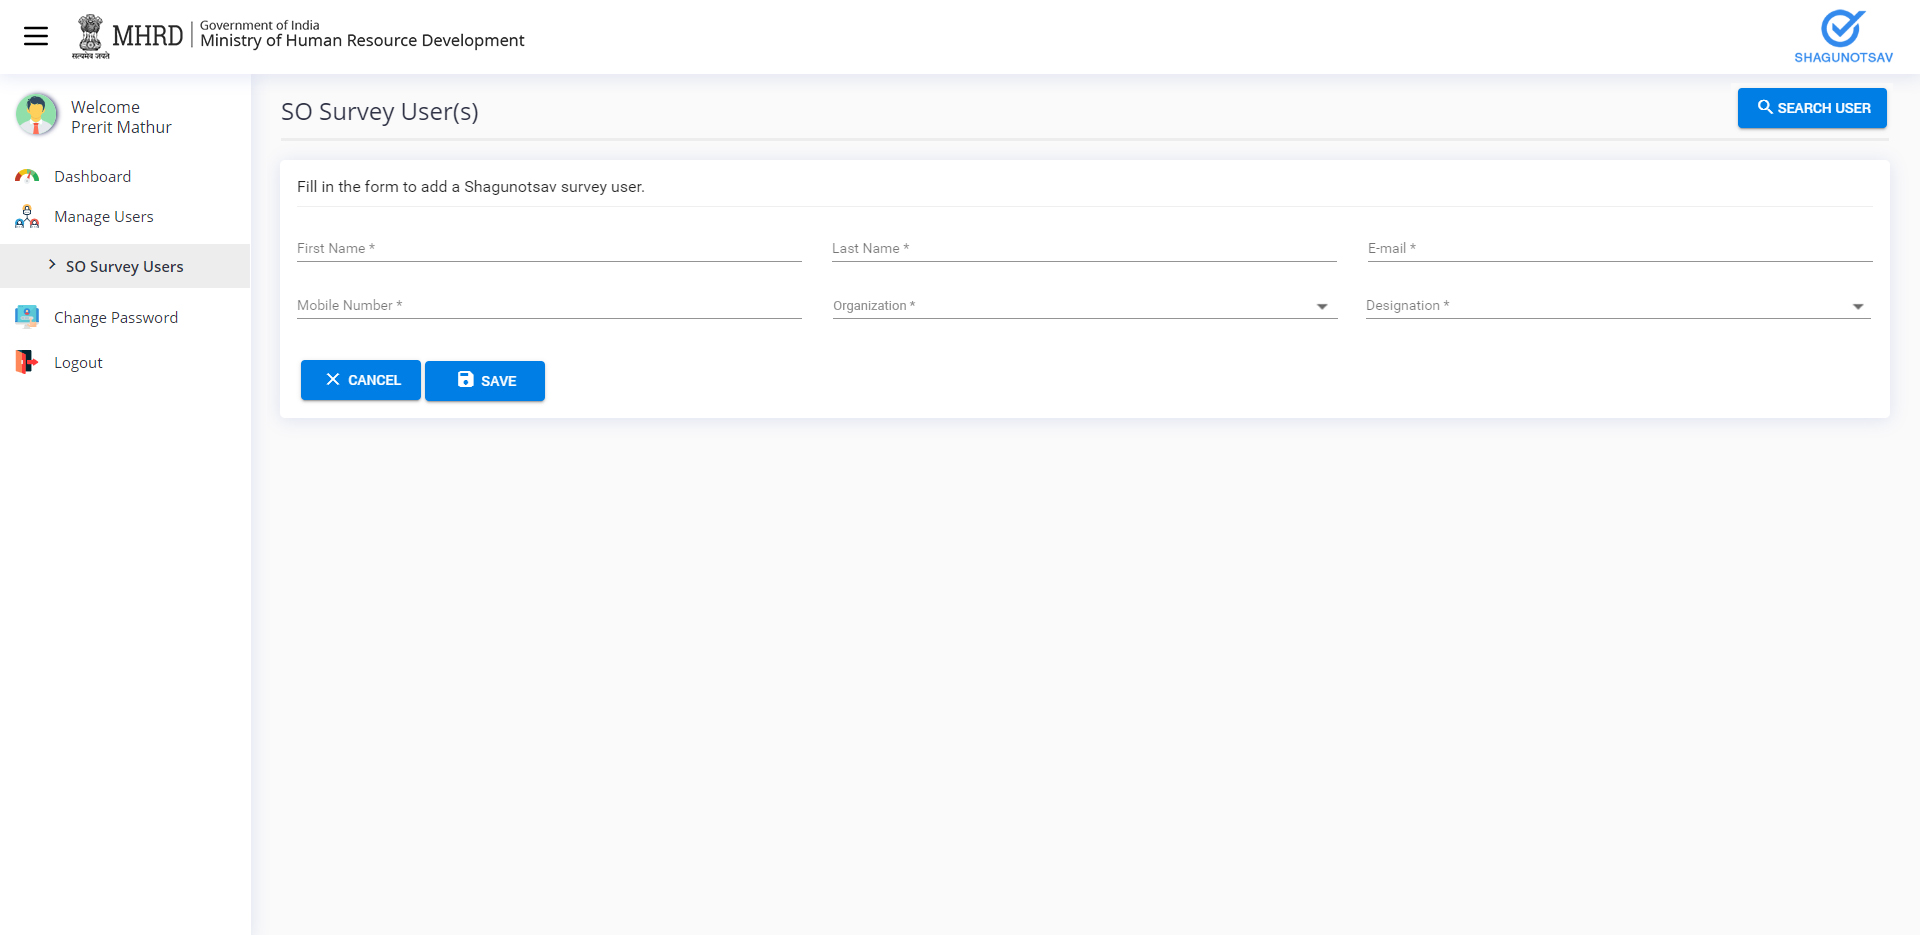 MHRD
Government of India
Ministry of Human Resource Development
सत्यमेव जयते
SHAGUNOTSAV
Welcome
Prerit Mathur
Dashboard
Manage Users
SO Survey Users
Change Password
Logout
SO Survey User(s)
SEARCH USER
Fill in the form to add a Shagunotsav survey user.
First Name *
Last Name *
E-mail *
Mobile Number *
Organization *
Designation *
CANCEL
SAVE